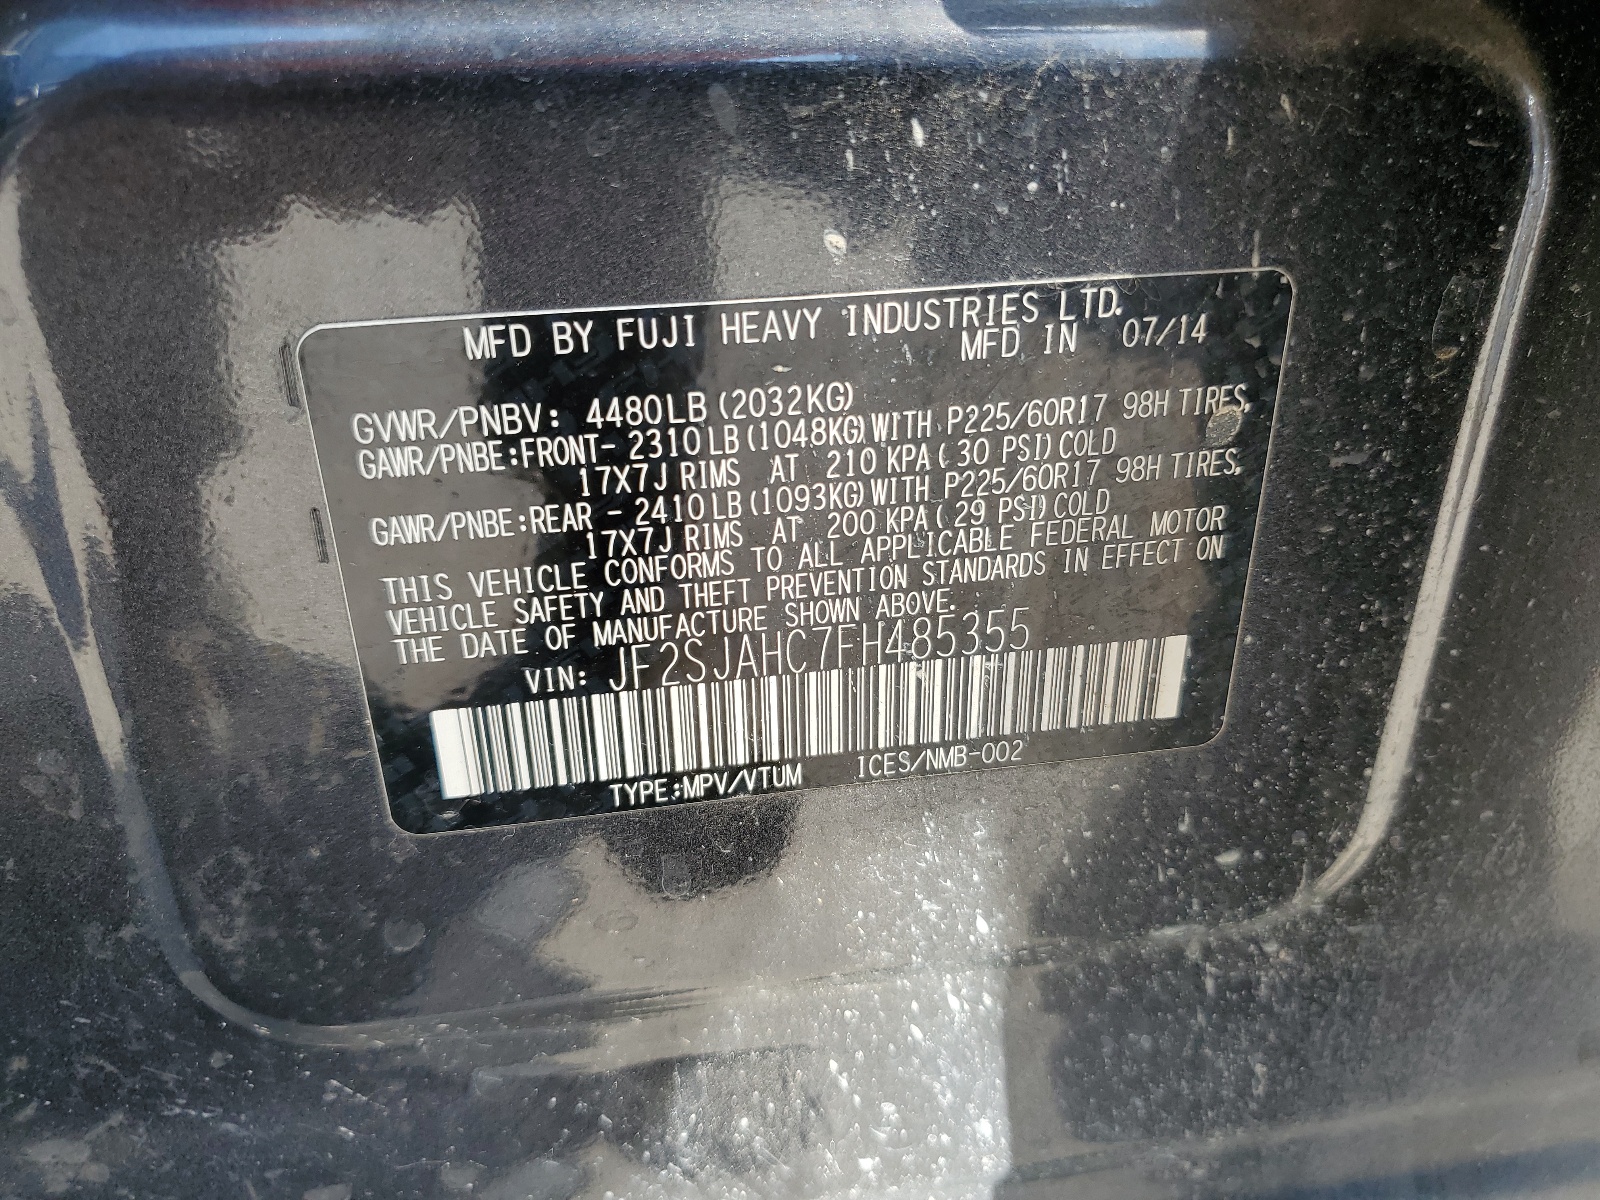 MFD BY FUJI HEAVY INDUSTRIES LTD.
MFD IN 07/14
GVWR/PNBV: 4480LB(2032KG)
GAWR/PNBE:FRONT- 2310LB(1048KG)WITH P225/60R17 98H TIRES,
17X7J RIMS AT 210 KPA( 30 PSI)COLD
GAWR/PNBE:REAR - 2410LB(1093KG)WITH P225/60R17 98H TIRES,
17X7J RIMS AT 200 KPA( 29 PSI)COLD
THIS VEHICLE CONFORMS TO ALL APPLICABLE FEDERAL MOTOR
VEHICLE SAFETY AND THEFT PREVENTION STANDARDS IN EFFECT ON
THE DATE OF MANUFACTURE SHOWN ABOVE.
VIN: JF2SJAHC7FH485355
TYPE:MPV/VTUM ICES/NMB-002